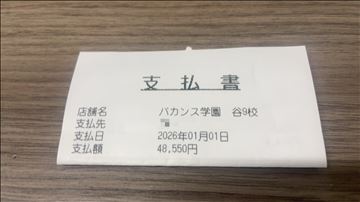 支払書
店舗名 バカンス学園 谷9校
支払先
支払日 2026年01月01日
支払額 48,550円